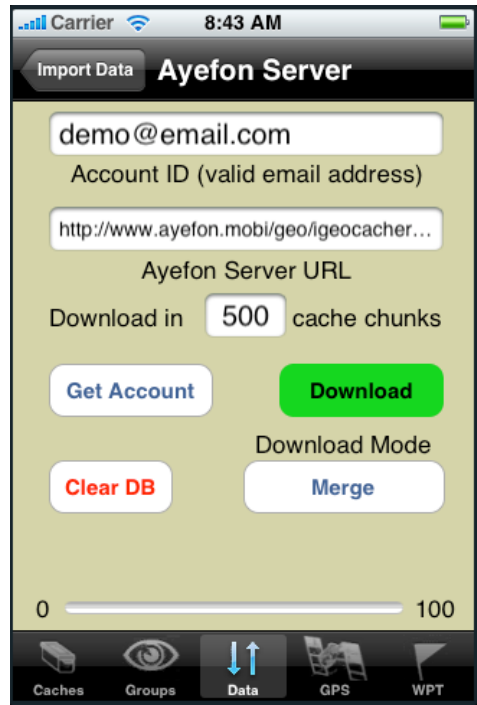 Carrier 8:43 AM
Import Data Ayefon Server
demo@email.com
Account ID (valid email address)
http://www.ayefon.mobi/geo/igeocacher...
Ayefon Server URL
Download in 500 cache chunks
Get Account Download
Download Mode
Clear DB Merge
0 100
Caches Groups Data GPS WPT